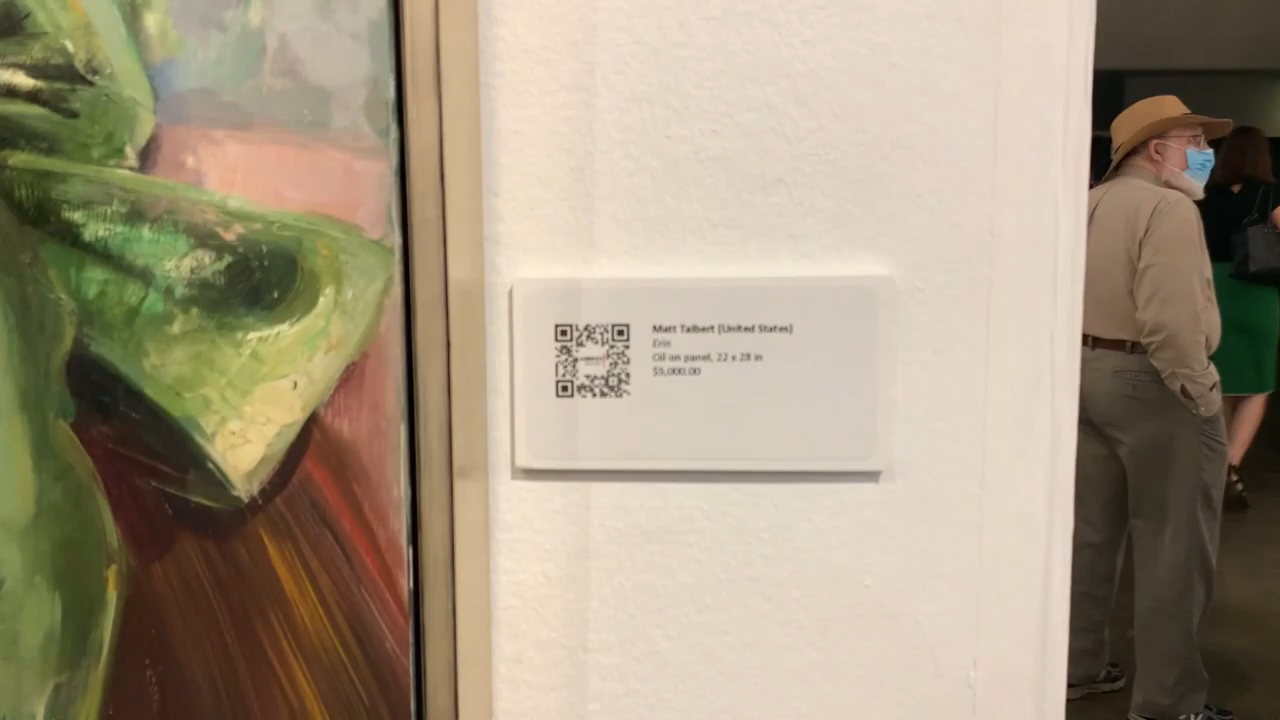 Matt Talbert (United States)
Erin
Oil on panel, 22 x 28 in
$5,000.00